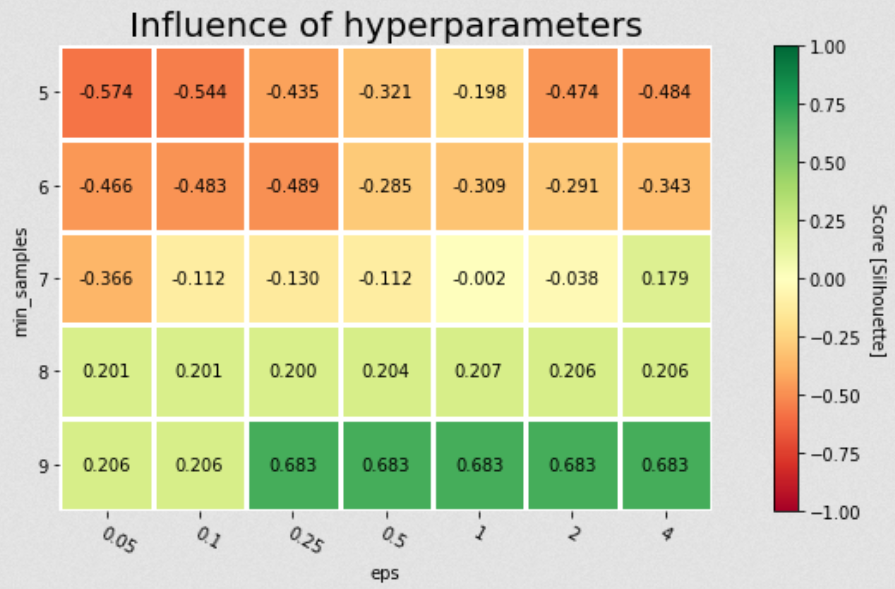 Influence of hyperparameters
5 -0.574 -0.544 -0.435 -0.321 -0.198 -0.474 -0.484
6 -0.466 -0.483 -0.489 -0.285 -0.309 -0.291 -0.343
7 -0.366 -0.112 -0.130 -0.112 -0.002 -0.038 0.179
8 0.201 0.201 0.200 0.204 0.207 0.206 0.206
9 0.206 0.206 0.683 0.683 0.683 0.683 0.683
0.05 0.1 0.25 0.5 1 2 4
eps
min_samples
1.00
0.75
0.50
0.25
0.00
−0.25
−0.50
−0.75
−1.00
Score [Silhouette]